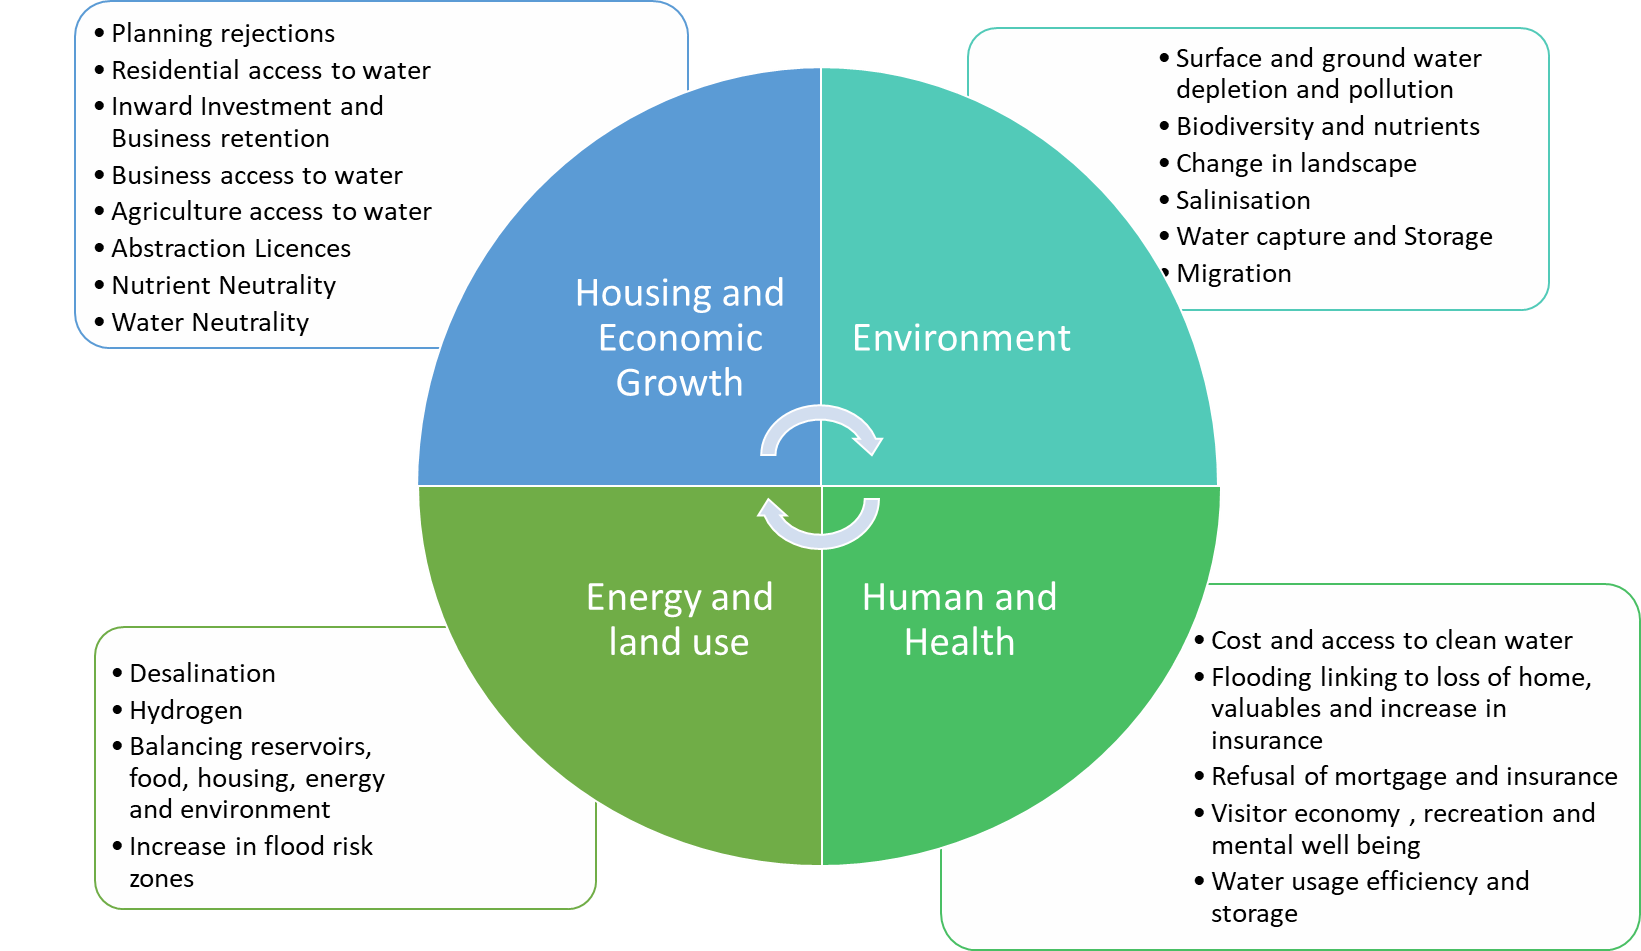 • Planning rejections
• Residential access to water
• Inward Investment and
Business retention
• Business access to water
• Agriculture access to water
• Abstraction Licences
• Nutrient Neutrality
• Water Neutrality
• Surface and ground water
depletion and pollution
• Biodiversity and nutrients
• Change in landscape
• Salinisation
• Water capture and Storage
• Migration
Housing and
Economic
Growth
Environment
Energy and
land use
Human and
Health
• Desalination
• Hydrogen
• Balancing reservoirs,
food, housing, energy
and environment
• Increase in flood risk
zones
• Cost and access to clean water
• Flooding linking to loss of home,
valuables and increase in
insurance
• Refusal of mortgage and insurance
• Visitor economy , recreation and
mental well being
• Water usage efficiency and
storage